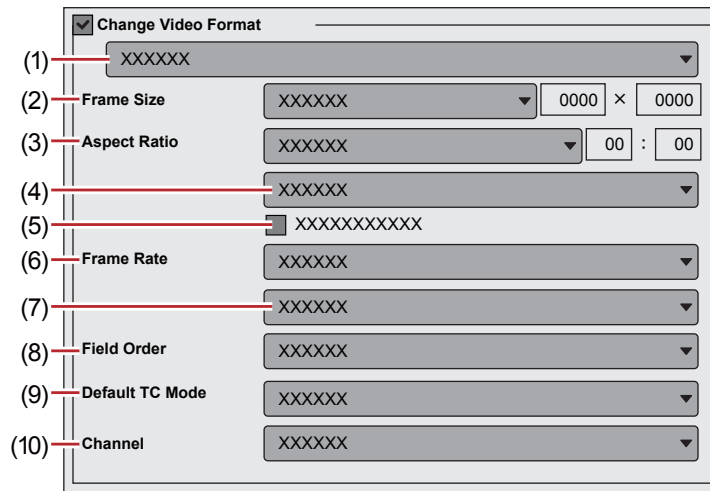 Change Video Format
(1) XXXXXX
(2) Frame Size XXXXXX 0000 × 0000
(3) Aspect Ratio XXXXXX 00 : 00
(4) XXXXXX
(5) XXXXXXXXXXX
(6) Frame Rate XXXXXX
(7) XXXXXX
(8) Field Order XXXXXX
(9) Default TC Mode XXXXXX
(10) Channel XXXXXX